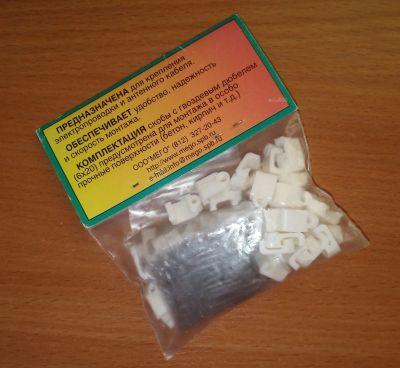 ПРЕДНАЗНАЧЕНА для крепления
электропроводки и антенного кабеля.
ОБЕСПЕЧИВАЕТ удобство, надежность
и скорость монтажа.
КОМПЛЕКТАЦИЯ скобы с гвоздевым дюбелем
(6х20) предусмотрена для монтажа в особо
прочные поверхности (бетон, кирпич и т.д.)
ООО"МЕГО" (812) 327-20-43
http://www.mego.spb.ru
e-mail:info@mego.spb.ru